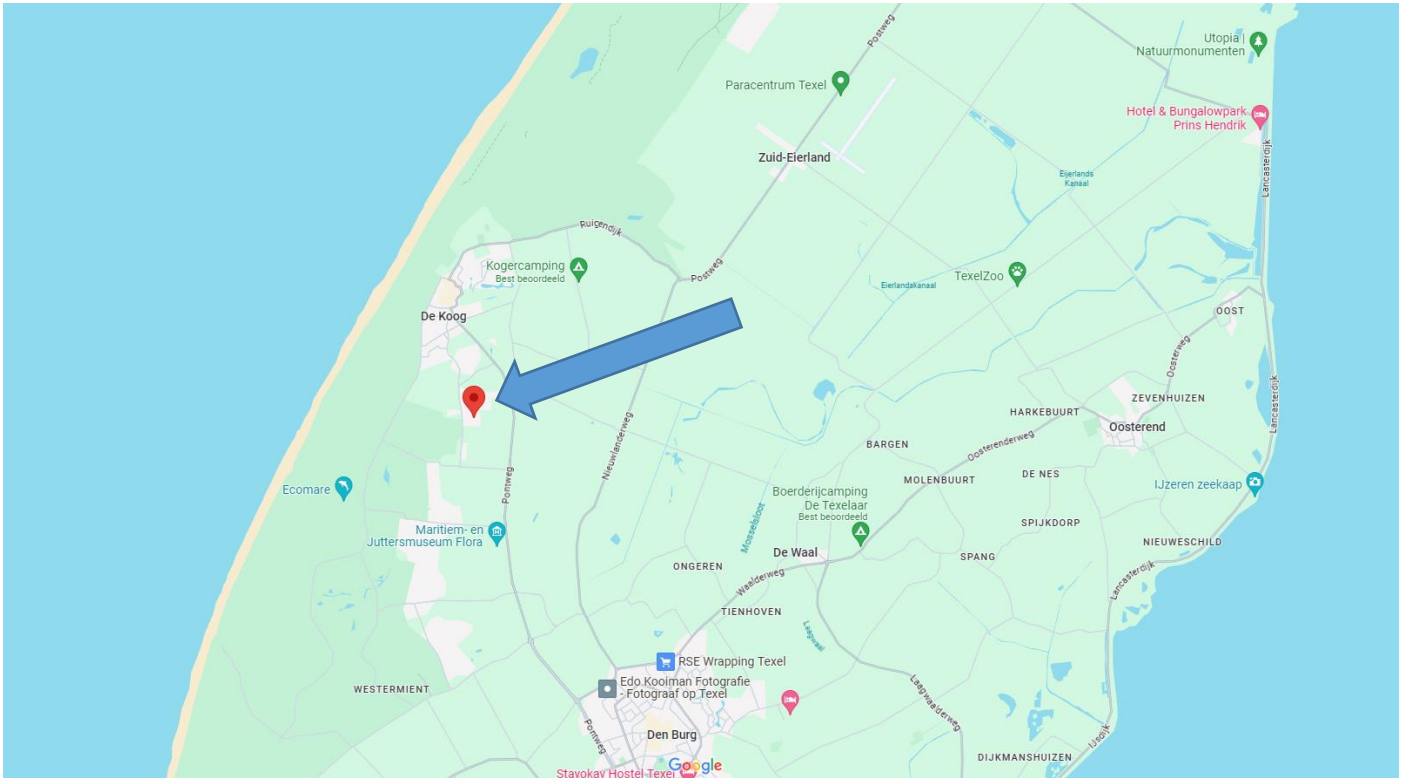 Utopia |
Natuurmonumenten
Postweg
Paracentrum Texel
Hotel & Bungalowpark
Prins Hendrik
Zuid-Eierland
Lancasterdijk
Eijerlands
Kanaal
Ruigendijk
Kogercamping
Best beoordeeld
Postweg
TexelZoo
Eierlandskanaal
De Koog
OOST
Oosterweg
ZEVENHUIZEN
Lancasterdijk
HARKEBUURT
Oosterend
Nieuwlanderweg
BARGEN
Oosterenderweg
MOLENBUURT
DE NES
IJzeren zeekaap
Ecomare
Pontweg
Boerderijcamping
De Texelaar
Best beoordeeld
Mosselsloot
SPIJKDORP
Maritiem- en
Juttersmuseum Flora
NIEUWESCHILD
De Waal
SPANG
ONGEREN
Waalderweg
Lancasterdijk
TIENHOVEN
Laagwaal
RSE Wrapping Texel
Edo Kooiman Fotografie
- Fotograaf op Texel
WESTERMIENT
Laagwaalderweg
Pontweg
Den Burg
IJsdijk
DIJKMANSHUIZEN
Google
Stayokay Hostel Texel